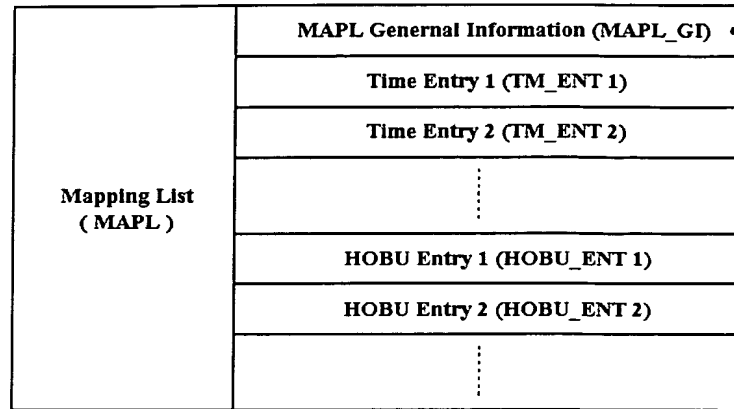 MAPL Genernal Information (MAPL_GI)
Time Entry 1 (TM_ENT 1)
Time Entry 2 (TM_ENT 2)
Mapping List
( MAPL )
HOBU Entry 1 (HOBU_ENT 1)
HOBU Entry 2 (HOBU_ENT 2)